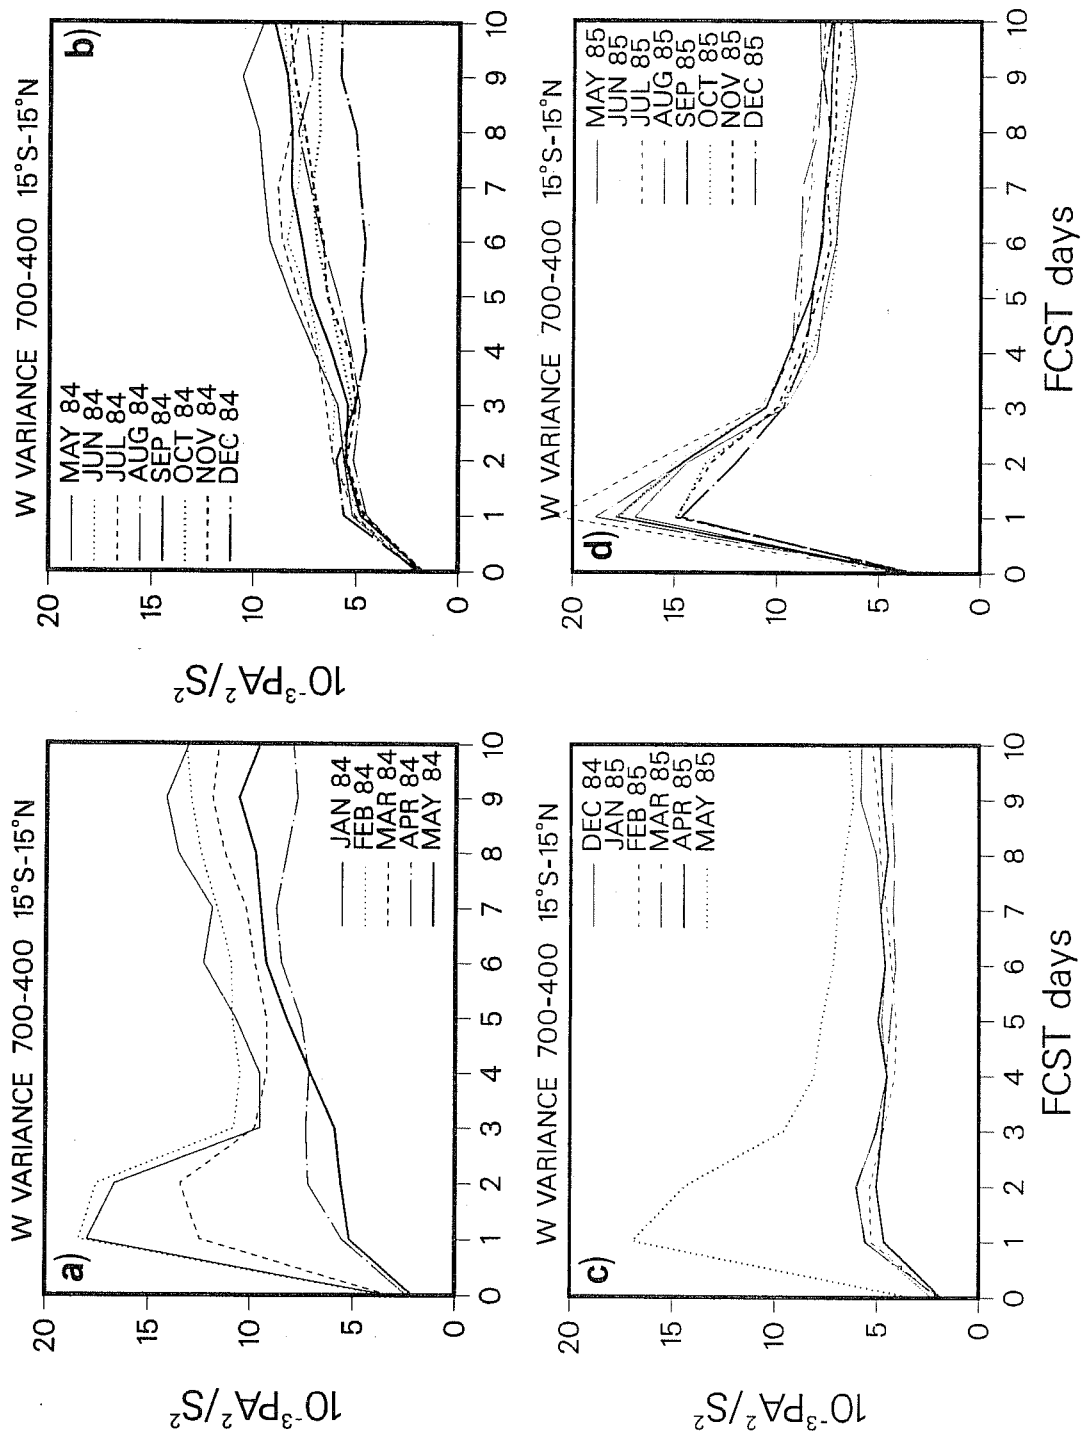 W VARIANCE 700-400 15°S-15°N
a)
20
15
10
5
0
10⁻³PA²/S²
JAN 84
FEB 84
MAR 84
APR 84
MAY 84
0 1 2 3 4 5 6 7 8 9 10
W VARIANCE 700-400 15°S-15°N
b)
20
15
10
5
0
10⁻³PA²/S²
MAY 84
JUN 84
JUL 84
AUG 84
SEP 84
OCT 84
NOV 84
DEC 84
0 1 2 3 4 5 6 7 8 9 10
W VARIANCE 700-400 15°S-15°N
c)
20
15
10
5
0
10⁻³PA²/S²
DEC 84
JAN 85
FEB 85
MAR 85
APR 85
MAY 85
0 1 2 3 4 5 6 7 8 9 10
FCST days
W VARIANCE 700-400 15°S-15°N
d)
20
15
10
5
0
MAY 85
JUN 85
JUL 85
AUG 85
SEP 85
OCT 85
NOV 85
DEC 85
0 1 2 3 4 5 6 7 8 9 10
FCST days